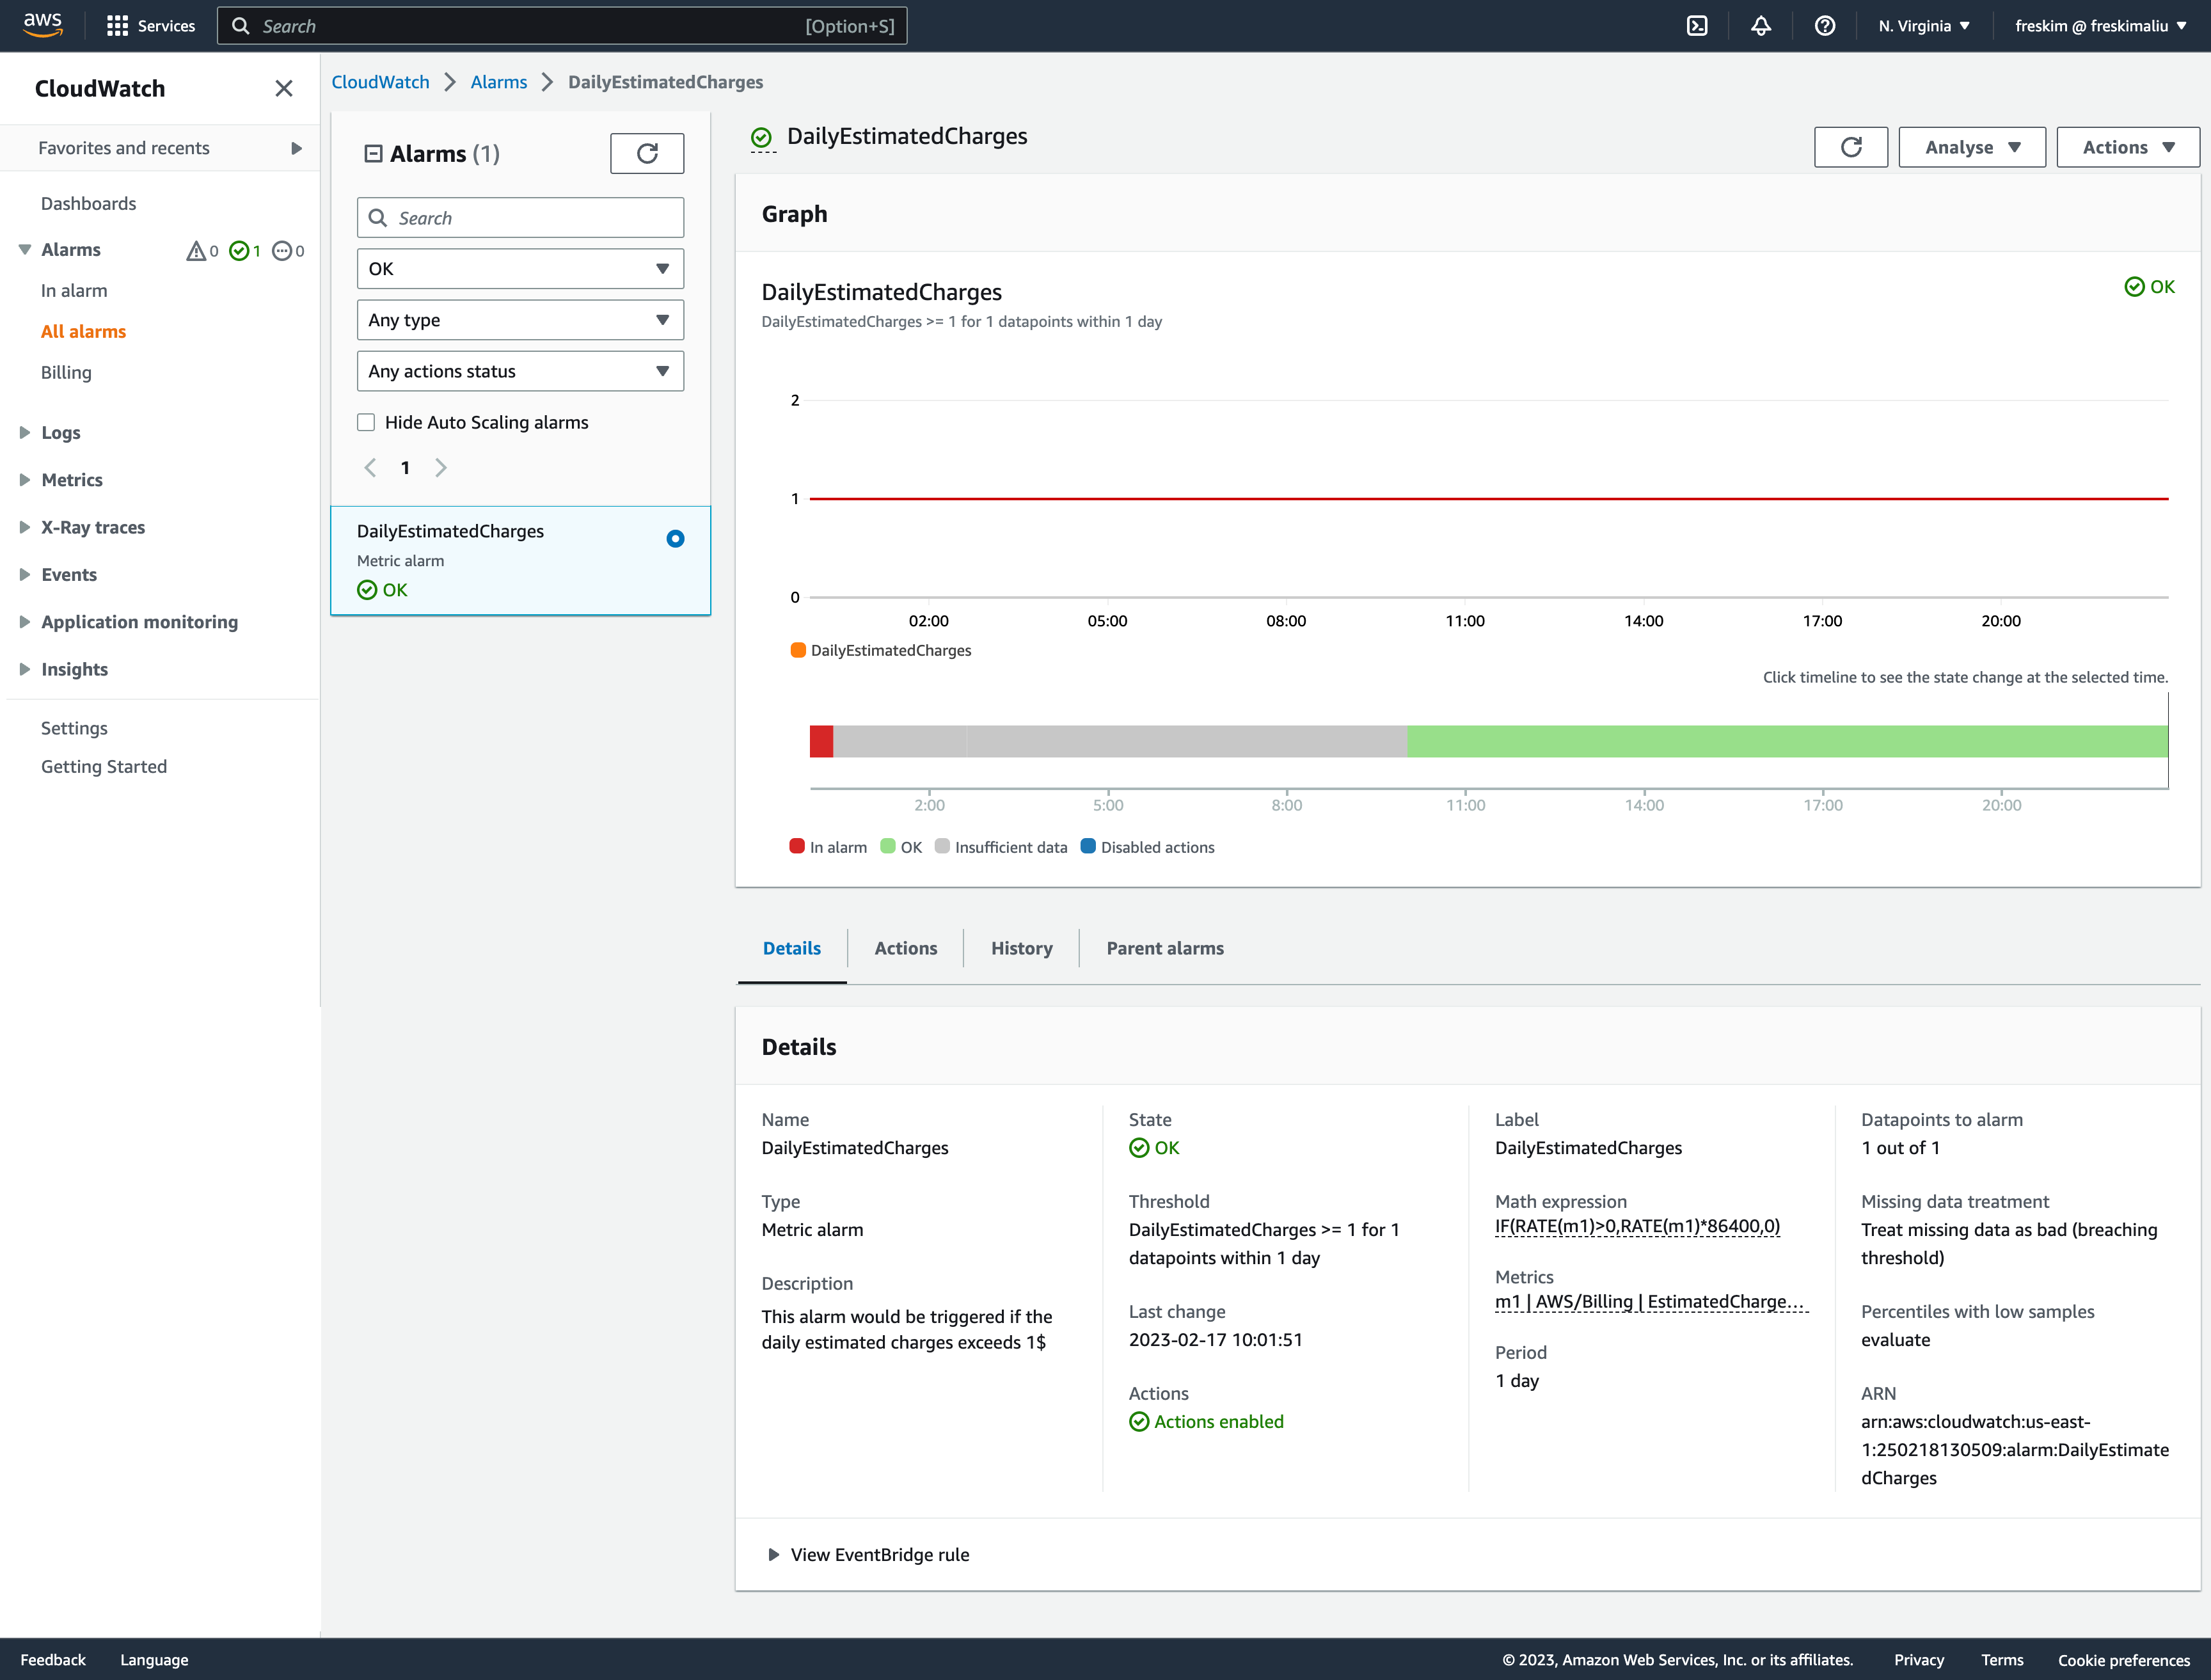 aws
Services
Search
[Option+S]
N. Virginia
freskim @ freskimaliu
CloudWatch
Favorites and recents
Dashboards
Alarms
0
1
0
In alarm
All alarms
Billing
Logs
Metrics
X-Ray traces
Events
Application monitoring
Insights
Settings
Getting Started
CloudWatch
Alarms
DailyEstimatedCharges
Alarms (1)
Search
OK
Any type
Any actions status
Hide Auto Scaling alarms
1
DailyEstimatedCharges
Metric alarm
OK
DailyEstimatedCharges
Analyse
Actions
Graph
DailyEstimatedCharges
OK
DailyEstimatedCharges >= 1 for 1 datapoints within 1 day
2
1
0
02:00 05:00 08:00 11:00 14:00 17:00 20:00
DailyEstimatedCharges
Click timeline to see the state change at the selected time.
2:00 5:00 8:00 11:00 14:00 17:00 20:00
In alarm OK Insufficient data Disabled actions
Details Actions History Parent alarms
Details
Name
DailyEstimatedCharges
Type
Metric alarm
Description
This alarm would be triggered if the
daily estimated charges exceeds 1$
State
OK
Threshold
DailyEstimatedCharges >= 1 for 1
datapoints within 1 day
Last change
2023-02-17 10:01:51
Actions
Actions enabled
Label
DailyEstimatedCharges
Math expression
IF(RATE(m1)>0,RATE(m1)*86400,0)
Metrics
m1 | AWS/Billing | EstimatedCharge...
Period
1 day
Datapoints to alarm
1 out of 1
Missing data treatment
Treat missing data as bad (breaching
threshold)
Percentiles with low samples
evaluate
ARN
arn:aws:cloudwatch:us-east-
1:250218130509:alarm:DailyEstimate
dCharges
View EventBridge rule
Feedback
Language
© 2023, Amazon Web Services, Inc. or its affiliates.
Privacy
Terms
Cookie preferences